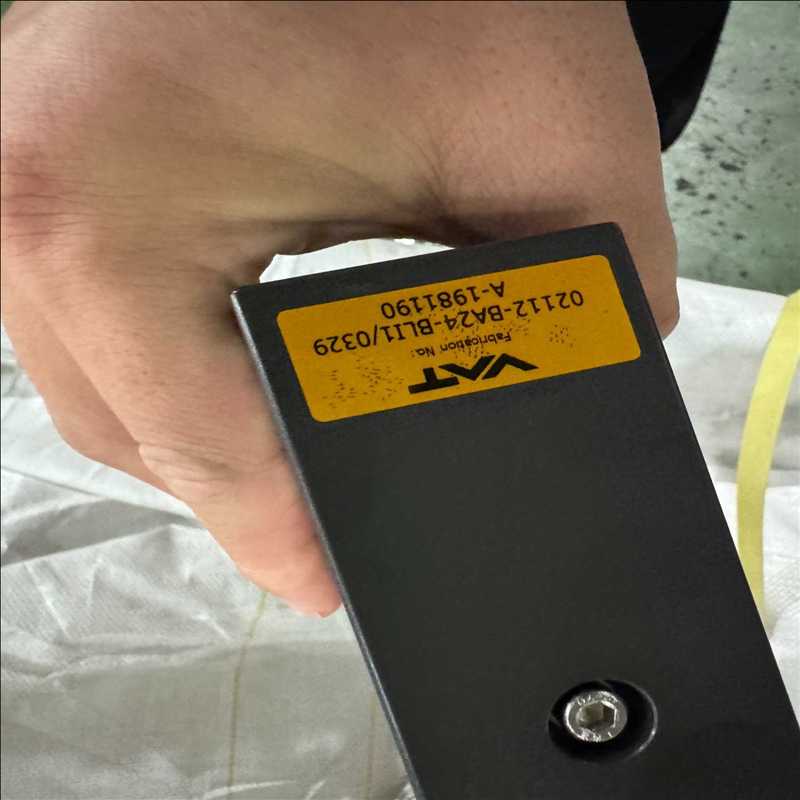 VAT
Fabrication No.
02112-BA24-BLI1/0329
A-1981190